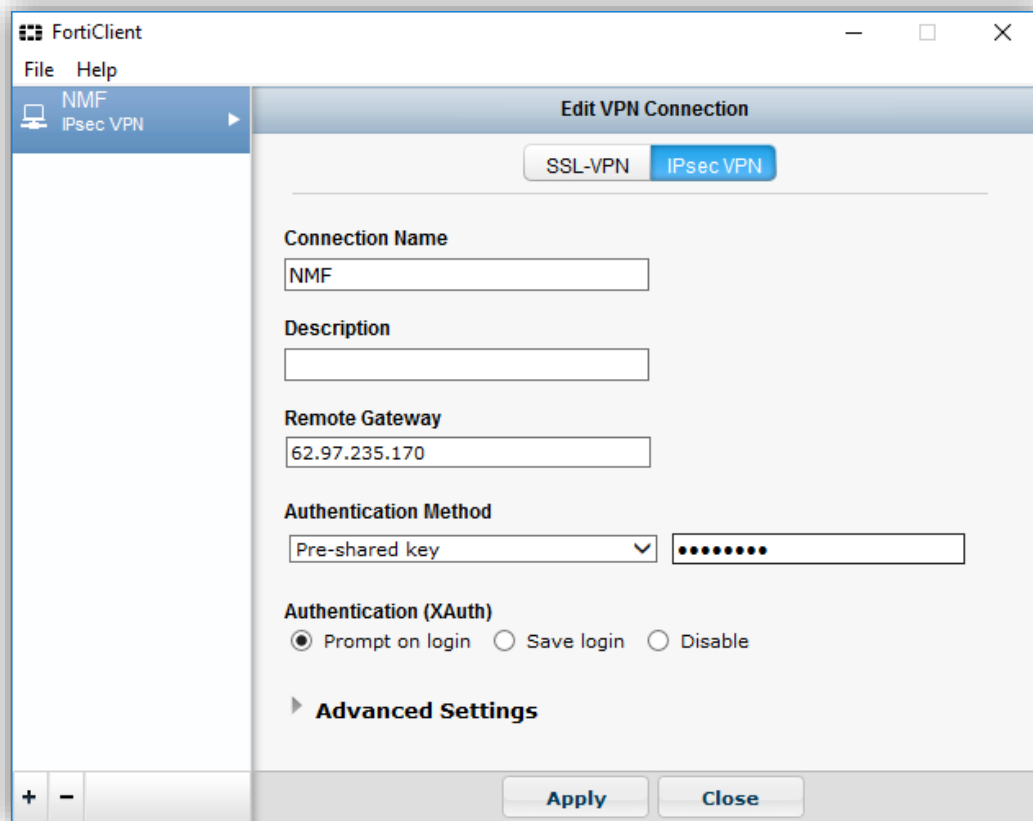 FortiClient
File Help
NMF
IPsec VPN
Edit VPN Connection
SSL-VPN IPsec VPN
Connection Name
NMF
Description
Remote Gateway
62.97.235.170
Authentication Method
Pre-shared key ••••••••
Authentication (XAuth)
Prompt on login Save login Disable
Advanced Settings
+ −
Apply Close